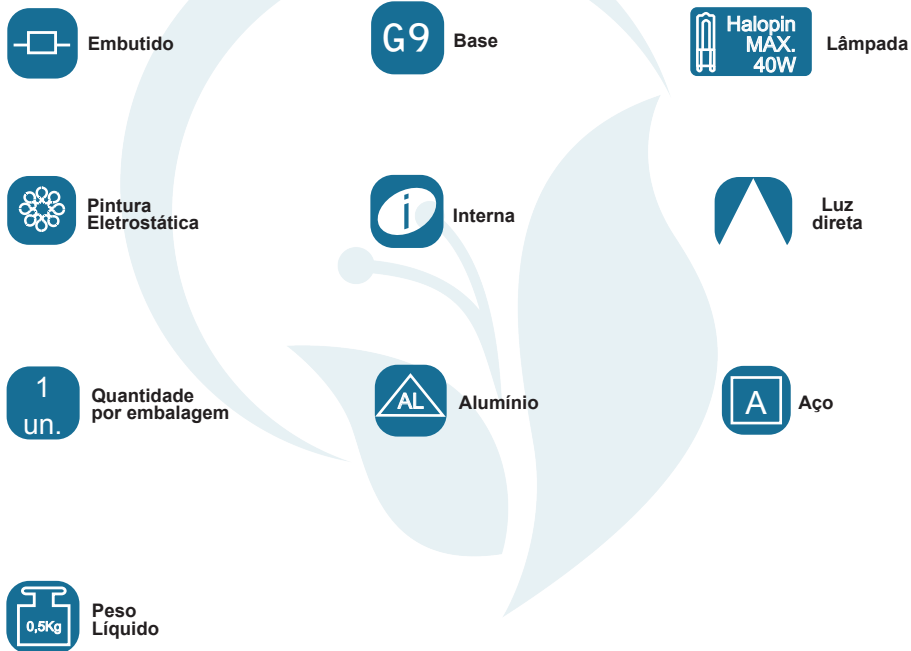 Embutido
G9
Base
Halopin
MÁX.
40W
Lâmpada
Pintura
Eletrostática
i
Interna
Luz
direta
1
un.
Quantidade
por embalagem
AL
Alumínio
A
Aço
0,5Kg
Peso
Líquido